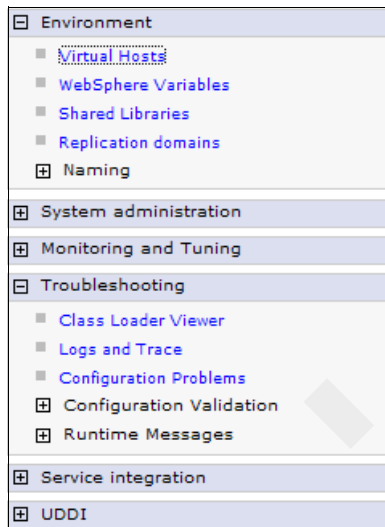 Environment
Virtual Hosts
WebSphere Variables
Shared Libraries
Replication domains
Naming
System administration
Monitoring and Tuning
Troubleshooting
Class Loader Viewer
Logs and Trace
Configuration Problems
Configuration Validation
Runtime Messages
Service integration
UDDI